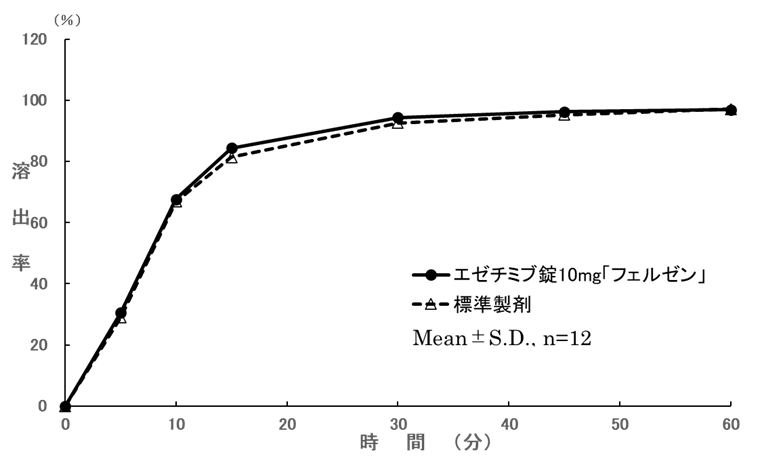 (%)
120
100
80
60
40
20
0
溶出率
エゼチミブ錠10mg「フェルゼン」
標準製剤
Mean±S.D., n=12
0 10 20 30 40 50 60
時 間 (分)